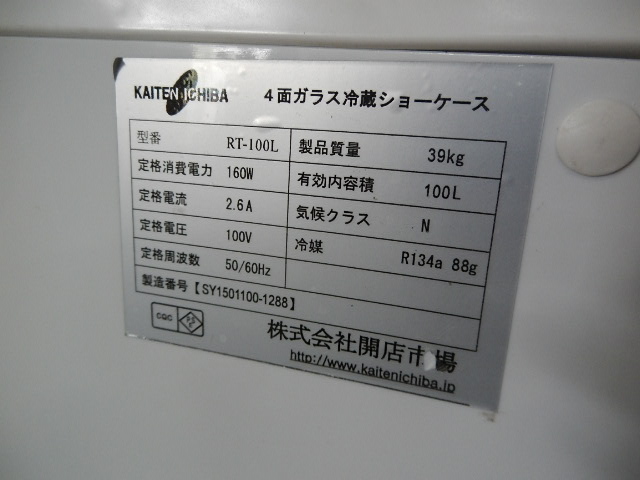 KAITEN ICHIBA 4面ガラス冷蔵ショーケース
型番 RT-100L 製品質量 39kg
定格消費電力 160W 有効内容積 100L
定格電流 2.6A 気候クラス N
定格電圧 100V 冷媒 R134a 88g
定格周波数 50/60Hz
製造番号【SY1501100-1288】
CQC PSE
株式会社開店市場
http://www.kaitenichiba.jp